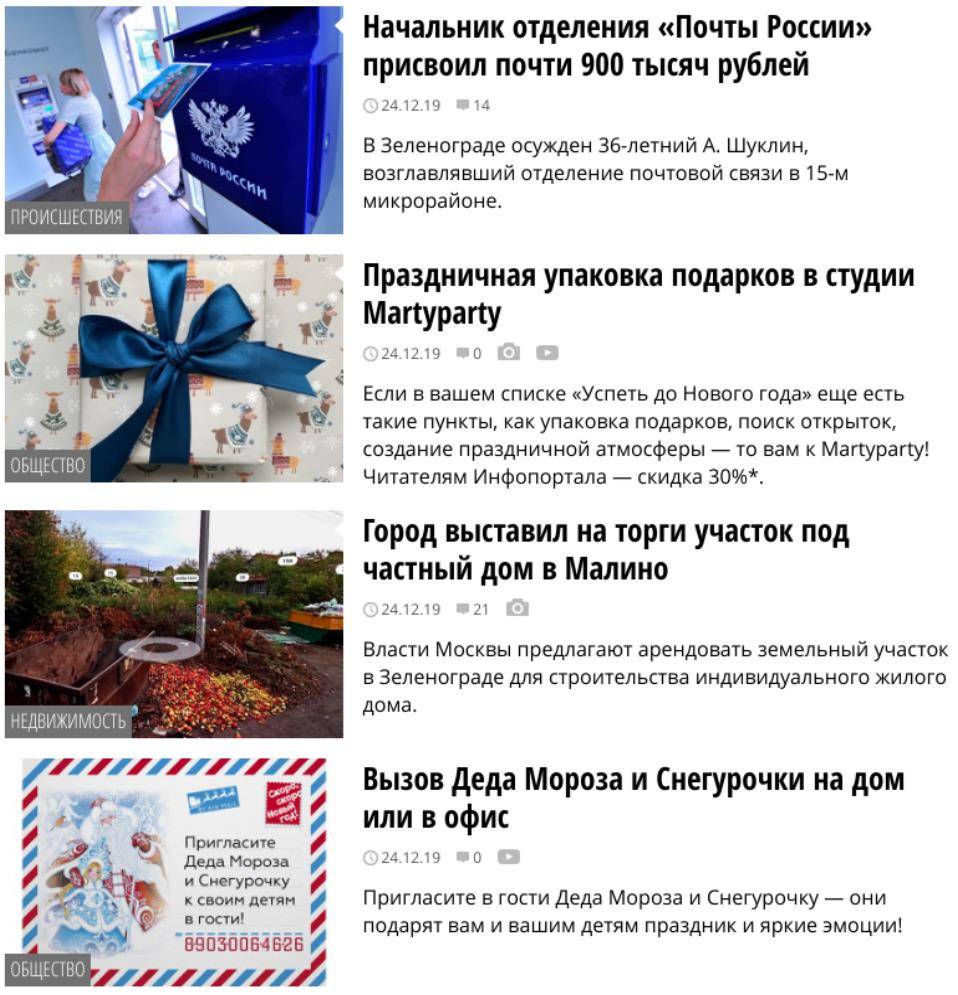 банкомат
ПОЧТА РОССИИ
ПРОИСШЕСТВИЯ
Начальник отделения «Почты России»
присвоил почти 900 тысяч рублей
24.12.19 14
В Зеленограде осужден 36-летний А. Шуклин,
возглавлявший отделение почтовой связи в 15-м
микрорайоне.
ОБЩЕСТВО
Праздничная упаковка подарков в студии
Martyparty
24.12.19 0
Если в вашем списке «Успеть до Нового года» еще есть
такие пункты, как упаковка подарков, поиск открыток,
создание праздничной атмосферы — то вам к Martyparty!
Читателям Инфопортала — скидка 30%*.
НЕДВИЖИМОСТЬ
Город выставил на торги участок под
частный дом в Малино
24.12.19 21
Власти Москвы предлагают арендовать земельный участок
в Зеленограде для строительства индивидуального жилого
дома.
BY AIR MAIL
Скоро,
скоро
Новый
год!
Пригласите
Деда Мороза
и Снегурочку
к своим детям
в гости!
89030064626
ОБЩЕСТВО
Вызов Деда Мороза и Снегурочки на дом
или в офис
24.12.19 0
Пригласите в гости Деда Мороза и Снегурочку — они
подарят вам и вашим детям праздник и яркие эмоции!